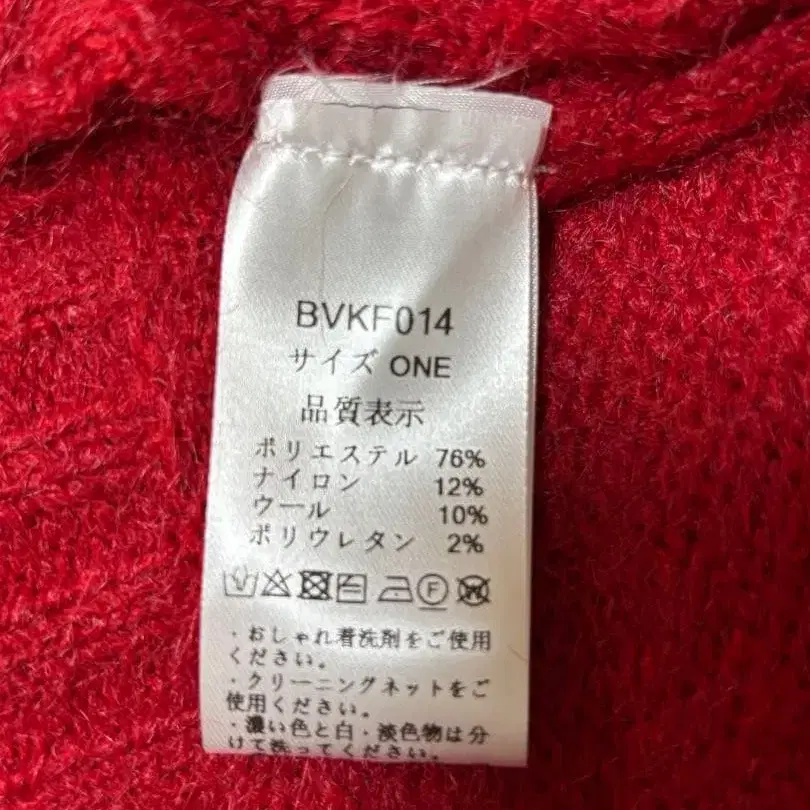 BVKF014
サイズ ONE
品質表示
ポリエステル 76%
ナイロン 12%
ウール 10%
ポリウレタン 2%
F W
・おしゃれ着洗剤をご使用
ください。
・クリーニングネットをご
使用ください。
・濃い色と白・淡色物は分
けて洗ってください。